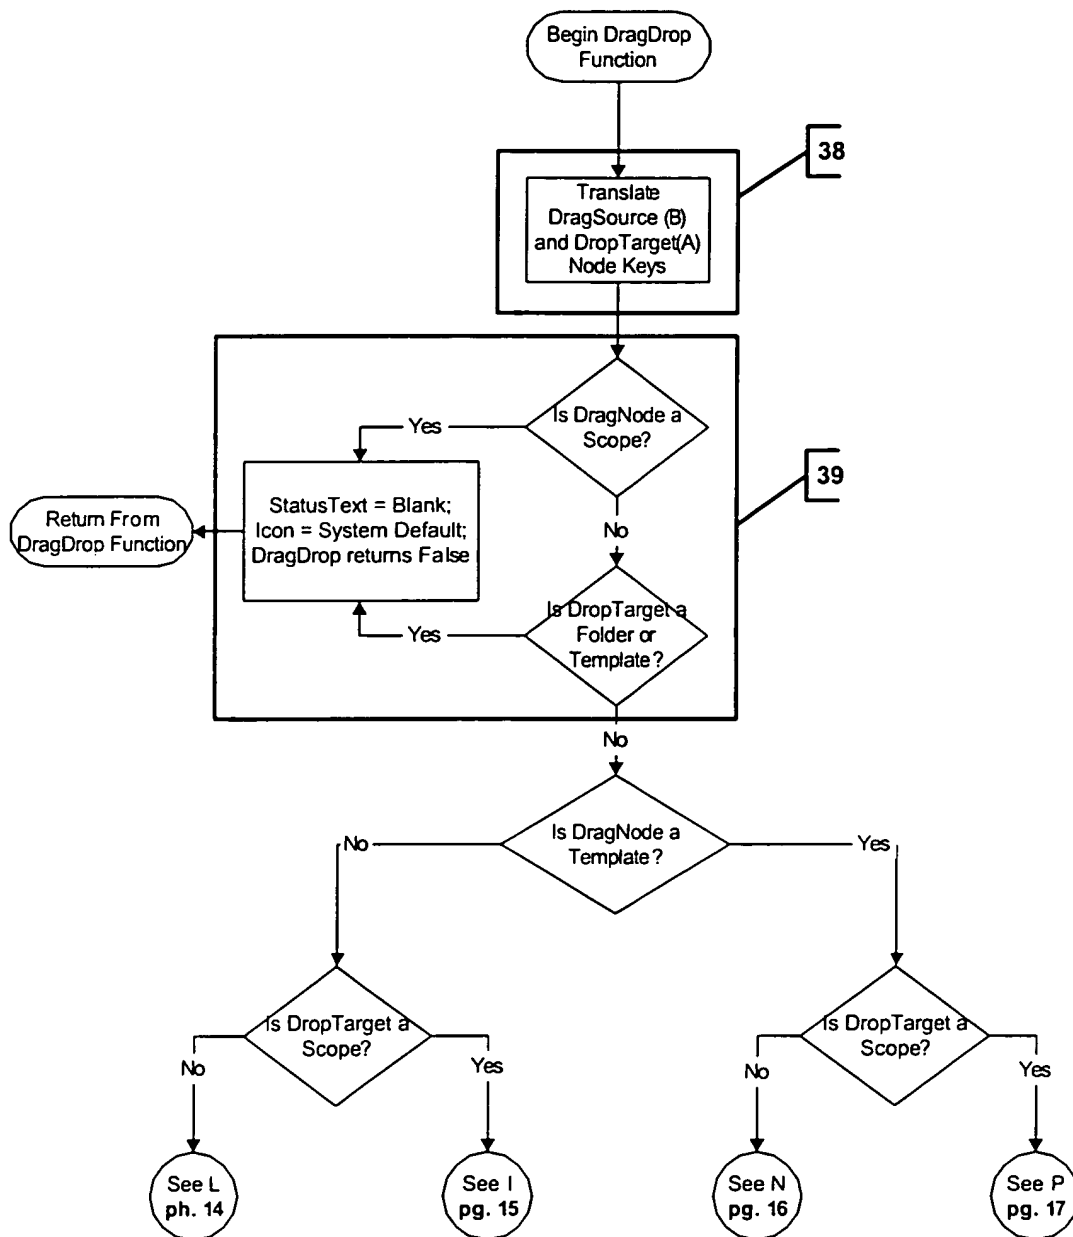 Begin DragDrop
Function
38
Translate
DragSource (B)
and DropTarget(A)
Node Keys
Is DragNode a
Scope?
Yes
39
StatusText = Blank;
Icon = System Default;
DragDrop returns False
Return From
DragDrop Function
No
Is DropTarget a
Folder or
Template?
Yes
No
Is DragNode a
Template?
No
Yes
Is DropTarget a
Scope?
Is DropTarget a
Scope?
No
Yes
No
Yes
See L
ph. 14
See I
pg. 15
See N
pg. 16
See P
pg. 17